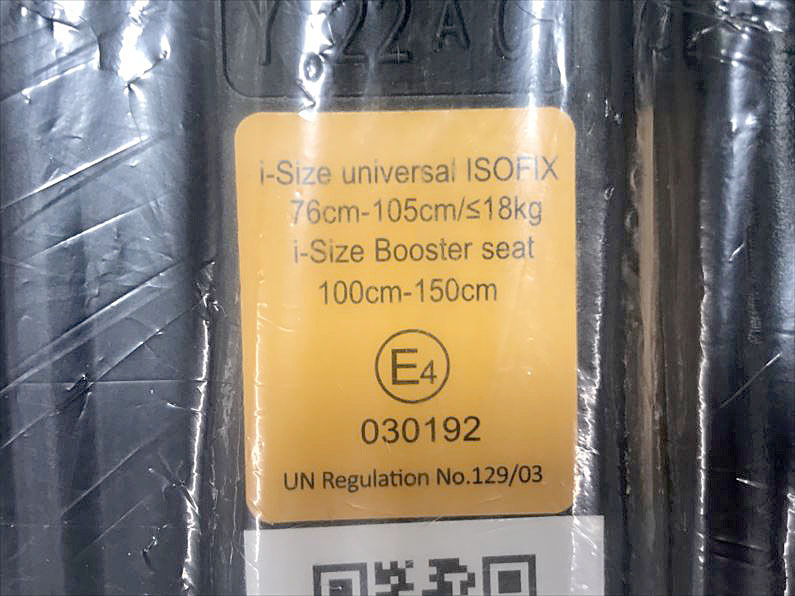 i-Size universal ISOFIX
76cm-105cm/≤18kg
i-Size Booster seat
100cm-150cm
E4
030192
UN Regulation No.129/03